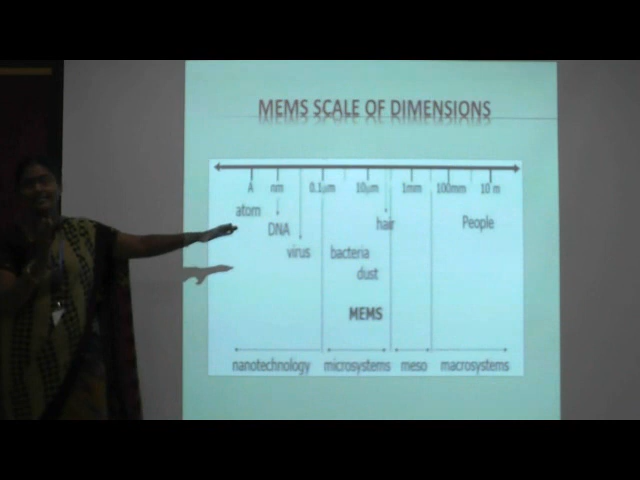 MEMS SCALE OF DIMENSIONS
A nm 0.1µm 10µm 1mm 100mm 10 m
atom DNA virus bacteria dust hair People
MEMS
nanotechnology microsystems meso macrosystems